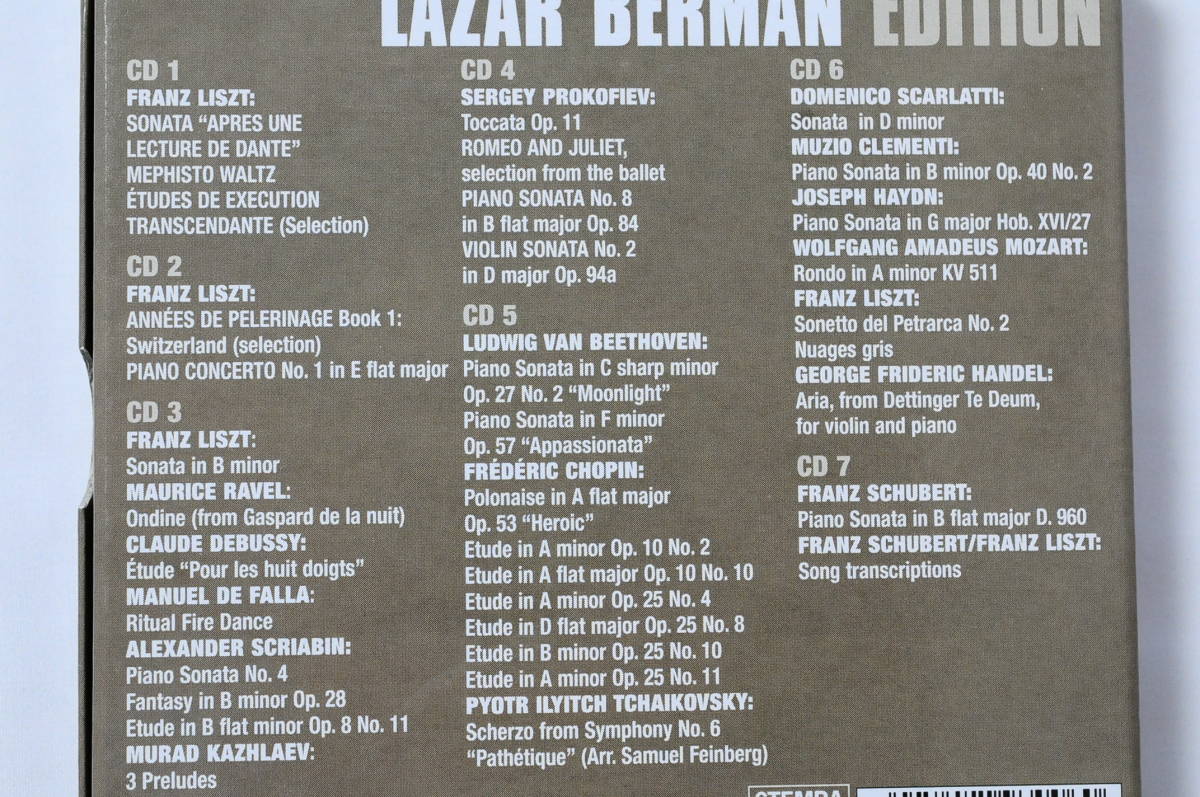 LAZAR BERMAN EDITION
CD 1
FRANZ LISZT:
SONATA “APRES UNE
LECTURE DE DANTE”
MEPHISTO WALTZ
ÉTUDES DE EXECUTION
TRANSCENDANTE (Selection)
CD 2
FRANZ LISZT:
ANNÉES DE PELERINAGE Book 1:
Switzerland (selection)
PIANO CONCERTO No. 1 in E flat major
CD 3
FRANZ LISZT:
Sonata in B minor
MAURICE RAVEL:
Ondine (from Gaspard de la nuit)
CLAUDE DEBUSSY:
Étude “Pour les huit doigts”
MANUEL DE FALLA:
Ritual Fire Dance
ALEXANDER SCRIABIN:
Piano Sonata No. 4
Fantasy in B minor Op. 28
Etude in B flat minor Op. 8 No. 11
MURAD KAZHLAEV:
3 Preludes
CD 4
SERGEY PROKOFIEV:
Toccata Op. 11
ROMEO AND JULIET,
selection from the ballet
PIANO SONATA No. 8
in B flat major Op. 84
VIOLIN SONATA No. 2
in D major Op. 94a
CD 5
LUDWIG VAN BEETHOVEN:
Piano Sonata in C sharp minor
Op. 27 No. 2 “Moonlight”
Piano Sonata in F minor
Op. 57 “Appassionata”
FRÉDÉRIC CHOPIN:
Polonaise in A flat major
Op. 53 “Heroic”
Etude in A minor Op. 10 No. 2
Etude in A flat major Op. 10 No. 10
Etude in A minor Op. 25 No. 4
Etude in D flat major Op. 25 No. 8
Etude in B minor Op. 25 No. 10
Etude in A minor Op. 25 No. 11
PYOTR ILYITCH TCHAIKOVSKY:
Scherzo from Symphony No. 6
“Pathétique” (Arr. Samuel Feinberg)
CD 6
DOMENICO SCARLATTI:
Sonata in D minor
MUZIO CLEMENTI:
Piano Sonata in B minor Op. 40 No. 2
JOSEPH HAYDN:
Piano Sonata in G major Hob. XVI/27
WOLFGANG AMADEUS MOZART:
Rondo in A minor KV 511
FRANZ LISZT:
Sonetto del Petrarca No. 2
Nuages gris
GEORGE FRIDERIC HANDEL:
Aria, from Dettinger Te Deum,
for violin and piano
CD 7
FRANZ SCHUBERT:
Piano Sonata in B flat major D. 960
FRANZ SCHUBERT/FRANZ LISZT:
Song transcriptions
STEMRA